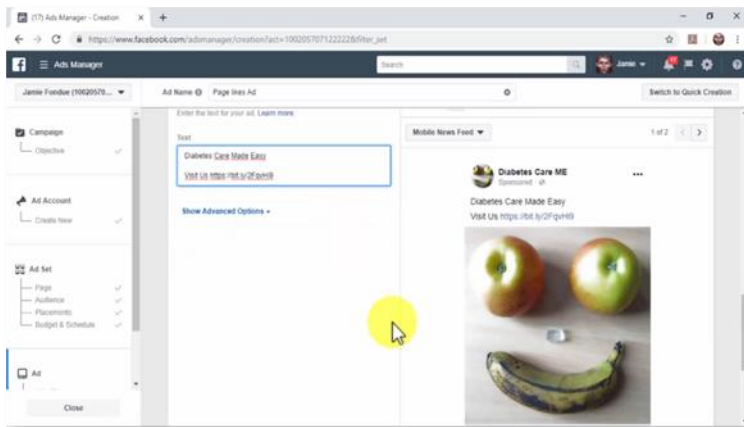 (17) Ads Manager - Creation
https://www.facebook.com/adsmanager/creation?act=100205707122222&filter_set
Ads Manager
Search
Jamie
Jamie Fondue (10020570...
Ad Name
Page likes Ad
Switch to Quick Creation
Enter the text for your ad. Learn more.
Text
Diabetes Care Made Easy
Visit Us https://bit.ly/2FqvHI9
Show Advanced Options
Campaign
Objective
Ad Account
Create New
Ad Set
Page
Audience
Placements
Budget & Schedule
Ad
Close
Mobile News Feed
1 of 2
Diabetes Care ME
Sponsored
Diabetes Care Made Easy
Visit Us https://bit.ly/2FqvHI9